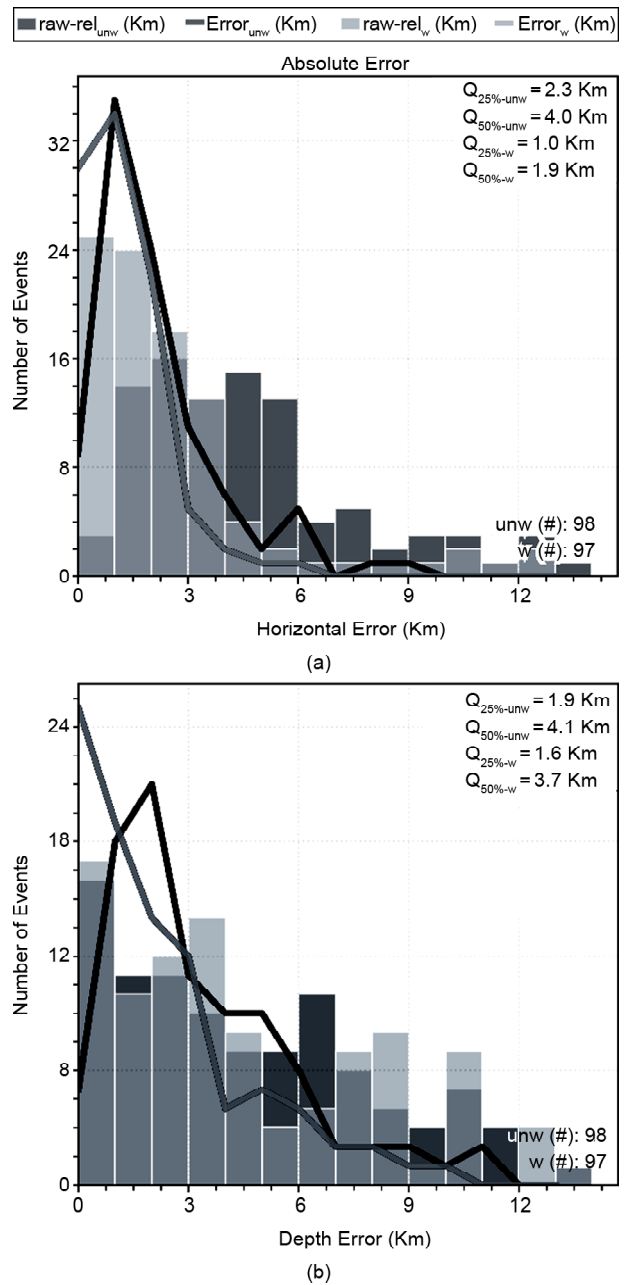 raw-rel_unw (Km) Error_unw (Km) raw-rel_w (Km) Error_w (Km)
Absolute Error
Q_25%-unw = 2.3 Km
Q_50%-unw = 4.0 Km
Q_25%-w = 1.0 Km
Q_50%-w = 1.9 Km
32
24
16
8
0
Number of Events
unw (#): 98
w (#): 97
0 3 6 9 12
Horizontal Error (Km)
(a)
Q_25%-unw = 1.9 Km
Q_50%-unw = 4.1 Km
Q_25%-w = 1.6 Km
Q_50%-w = 3.7 Km
24
18
12
8
0
Number of Events
unw (#): 98
w (#): 97
0 3 6 9 12
Depth Error (Km)
(b)